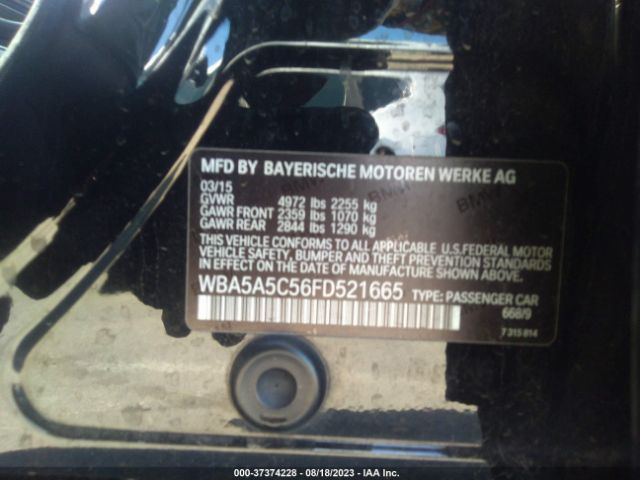 MFD BY BAYERISCHE MOTOREN WERKE AG
03/15
GVWR 4972 lbs 2255 kg
GAWR FRONT 2359 lbs 1070 kg
GAWR REAR 2844 lbs 1290 kg
THIS VEHICLE CONFORMS TO ALL APPLICABLE U.S.FEDERAL MOTOR
VEHICLE SAFETY, BUMPER AND THEFT PREVENTION STANDARDS
IN EFFECT ON THE DATE OF MANUFACTURE SHOWN ABOVE.
WBA5A5C56FD521665 TYPE: PASSENGER CAR
668/9
7 315 814
000-37374228 - 08/18/2023 - IAA Inc.